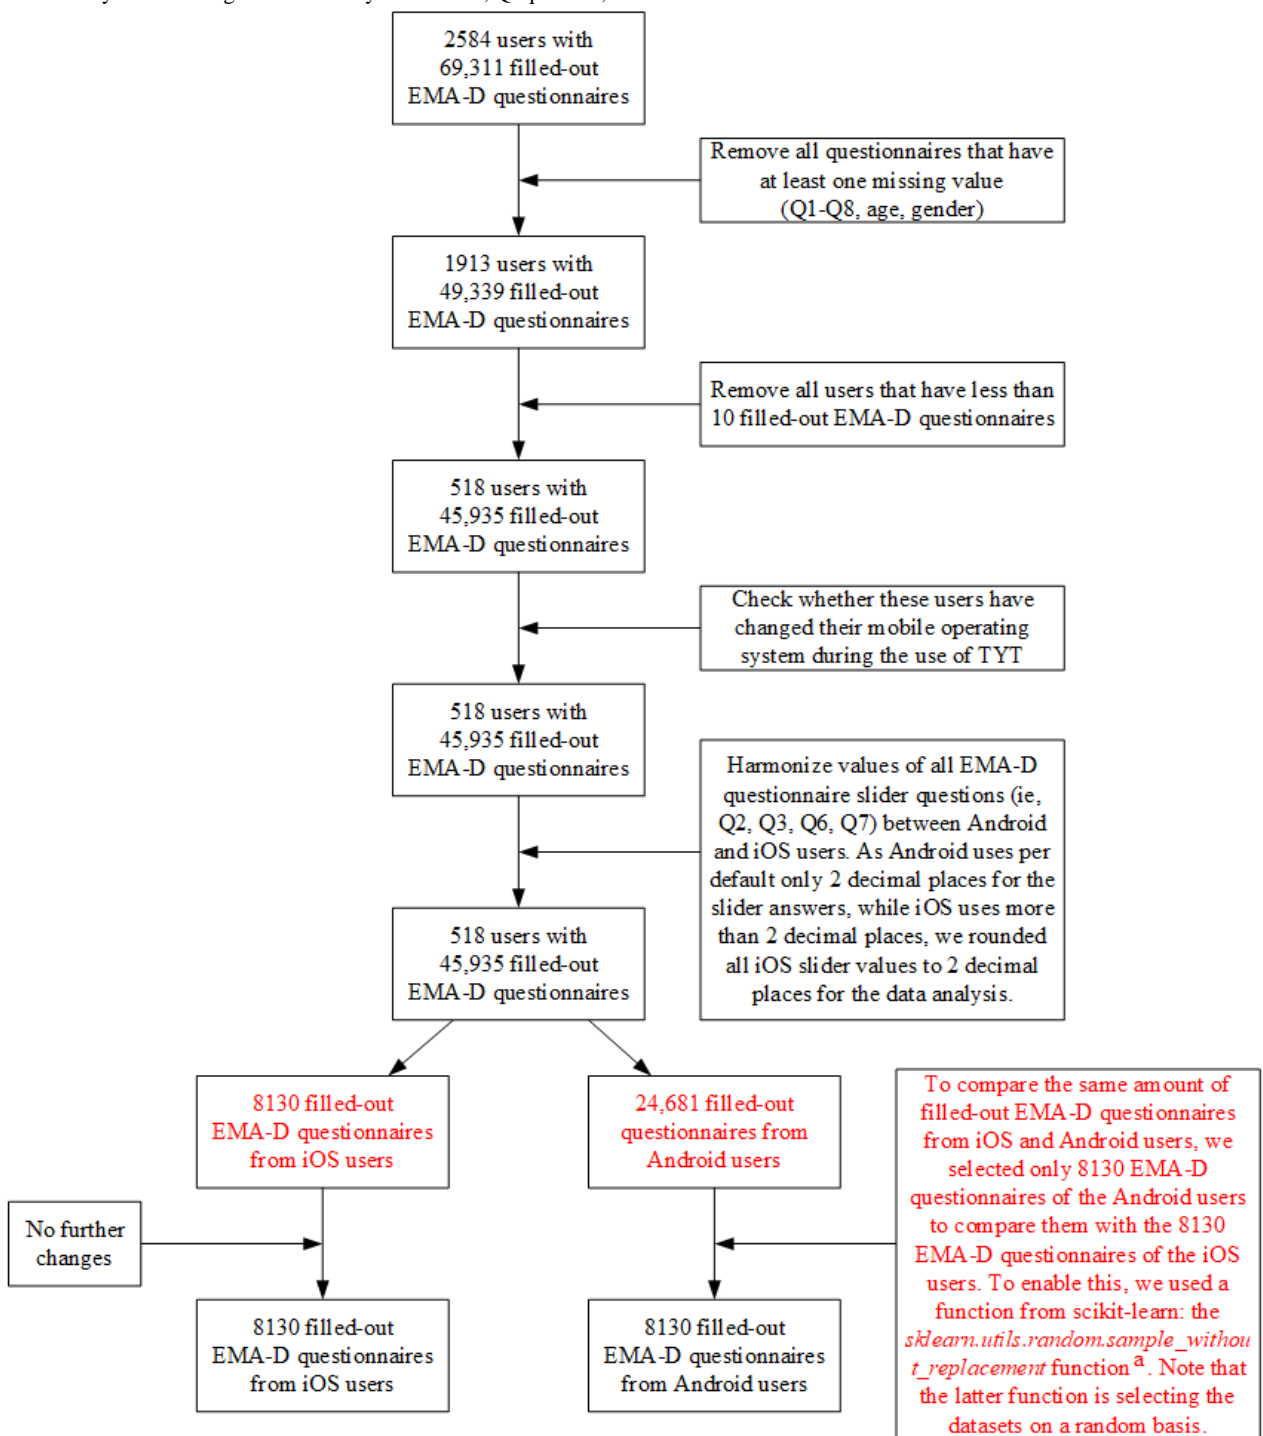 2584 users with
69,311 filled-out
EMA-D questionnaires
Remove all questionnaires that have
at least one missing value
(Q1-Q8, age, gender)
1913 users with
49,339 filled-out
EMA-D questionnaires
Remove all users that have less than
10 filled-out EMA-D questionnaires
518 users with
45,935 filled-out
EMA-D questionnaires
Check whether these users have
changed their mobile operating
system during the use of TYT
518 users with
45,935 filled-out
EMA-D questionnaires
Harmonize values of all EMA-D
questionnaire slider questions (ie,
Q2, Q3, Q6, Q7) between Android
and iOS users. As Android uses per
default only 2 decimal places for the
slider answers, while iOS uses more
than 2 decimal places, we rounded
all iOS slider values to 2 decimal
places for the data analysis.
518 users with
45,935 filled-out
EMA-D questionnaires
8130 filled-out
EMA-D questionnaires
from iOS users
24,681 filled-out
questionnaires from
Android users
To compare the same amount of
filled-out EMA-D questionnaires
from iOS and Android users, we
selected only 8130 EMA-D
questionnaires of the Android users
to compare them with the 8130
EMA-D questionnaires of the iOS
users. To enable this, we used a
function from scikit-learn: the
sklearn.utils.random.sample_withou
t_replacement function a. Note that
the latter function is selecting the
datasets on a random basis.
No further
changes
8130 filled-out
EMA-D questionnaires
from iOS users
8130 filled-out
EMA-D questionnaires
from Android users